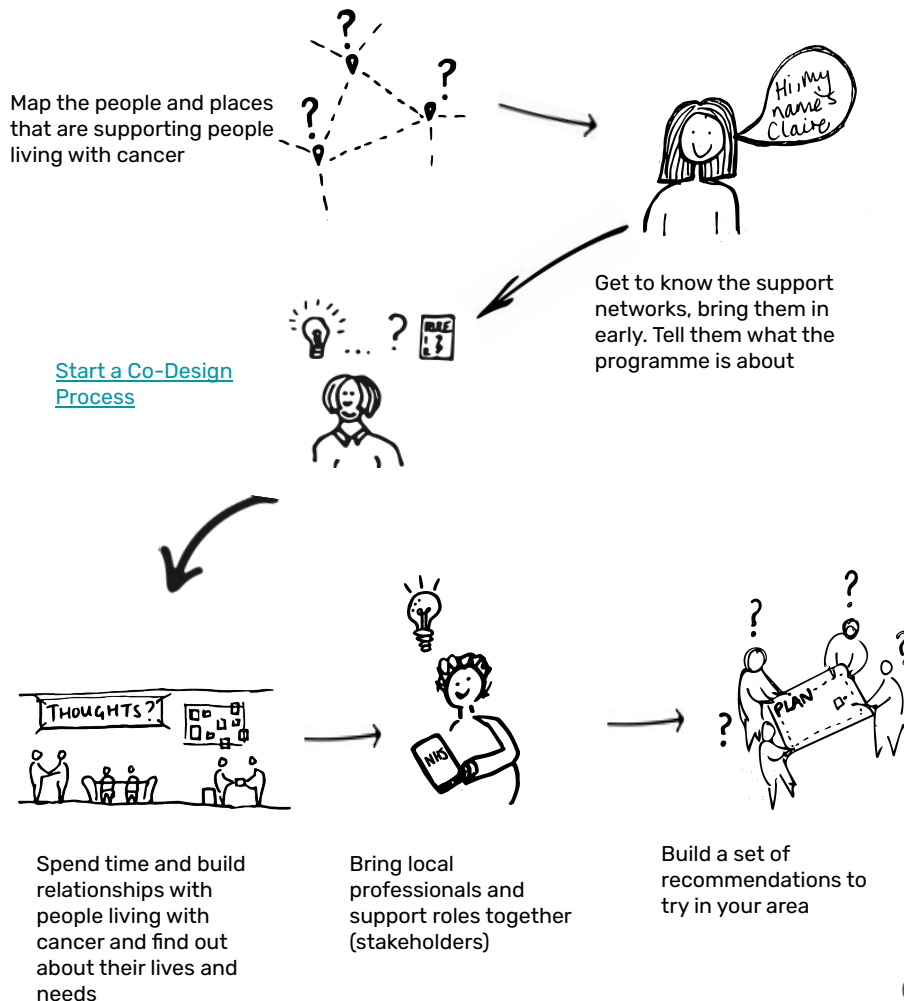 Map the people and places
that are supporting people
living with cancer
?
?
?
Hi, my
name's
Claire
Get to know the support
networks, bring them in
early. Tell them what the
programme is about
...
?
Start a Co-Design
Process
THOUGHTS?
Spend time and build
relationships with
people living with
cancer and find out
about their lives and
needs
NHS
Bring local
professionals and
support roles together
(stakeholders)
?
?
?
?
PLAN
Build a set of
recommendations to
try in your area